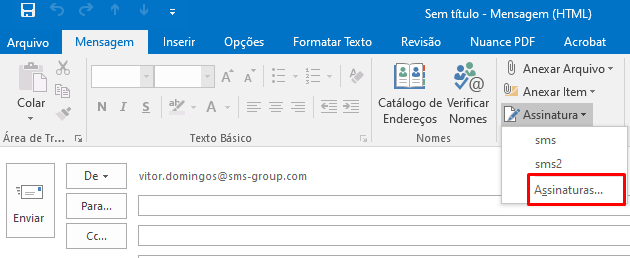 Sem título - Mensagem (HTML)
Arquivo Mensagem Inserir Opções Formatar Texto Revisão Nuance PDF Acrobat
Colar
Área de Tr...
N I S
ab
A
Texto Básico
Catálogo de Endereços
Verificar Nomes
Nomes
Anexar Arquivo
Anexar Item
Assinatura
sms
sms2
Assinaturas...
Enviar
De
vitor.domingos@sms-group.com
Para...
Cc...